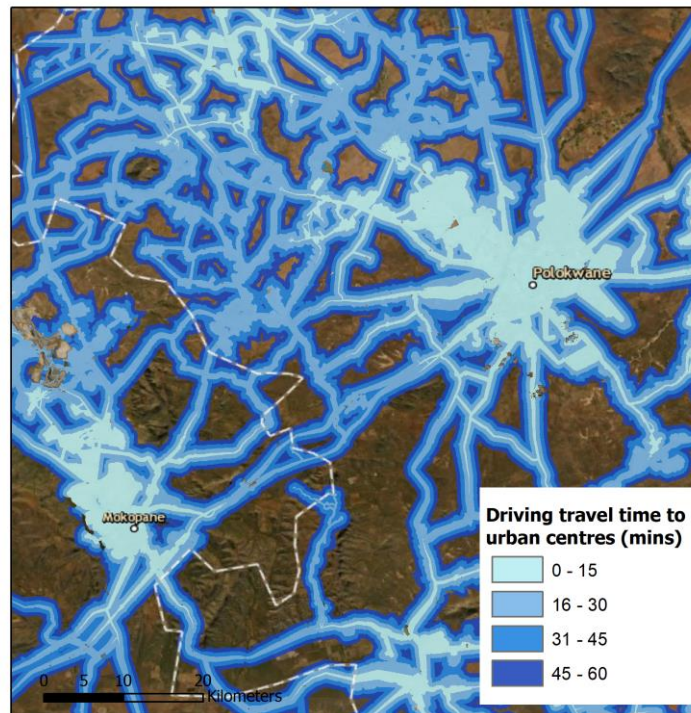 Polokwane
Mokopane
Driving travel time to
urban centres (mins)
0 - 15
16 - 30
31 - 45
45 - 60
0 5 10 20
Kilometers